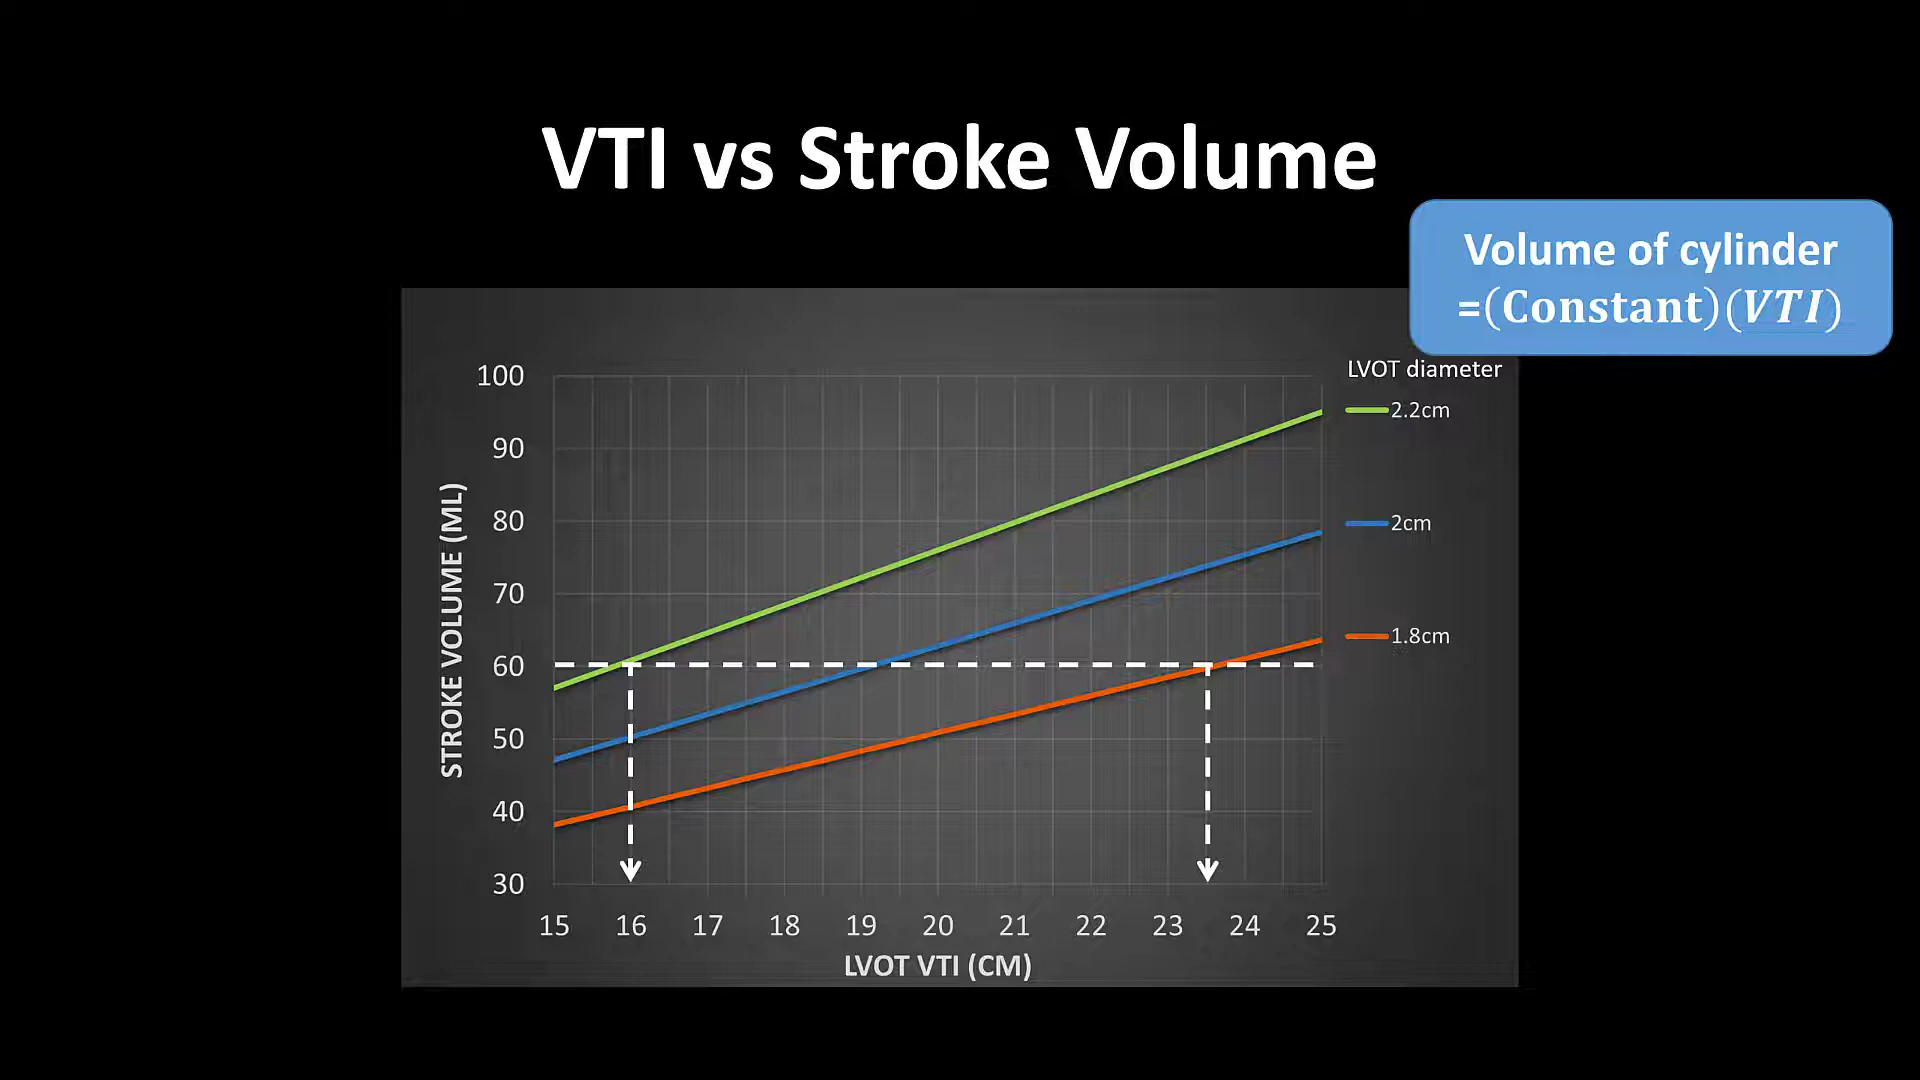 VTI vs Stroke Volume
Volume of cylinder
=(Constant)(VTI)
LVOT diameter
2.2cm
2cm
1.8cm
STROKE VOLUME (ML)
100
90
80
70
60
50
40
30
15 16 17 18 19 20 21 22 23 24 25
LVOT VTI (CM)